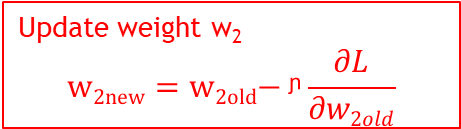 Update weight w₂
w₂ₙₑw = w₂ₒₗd − ɲ ∂L/∂w₂ₒₗd